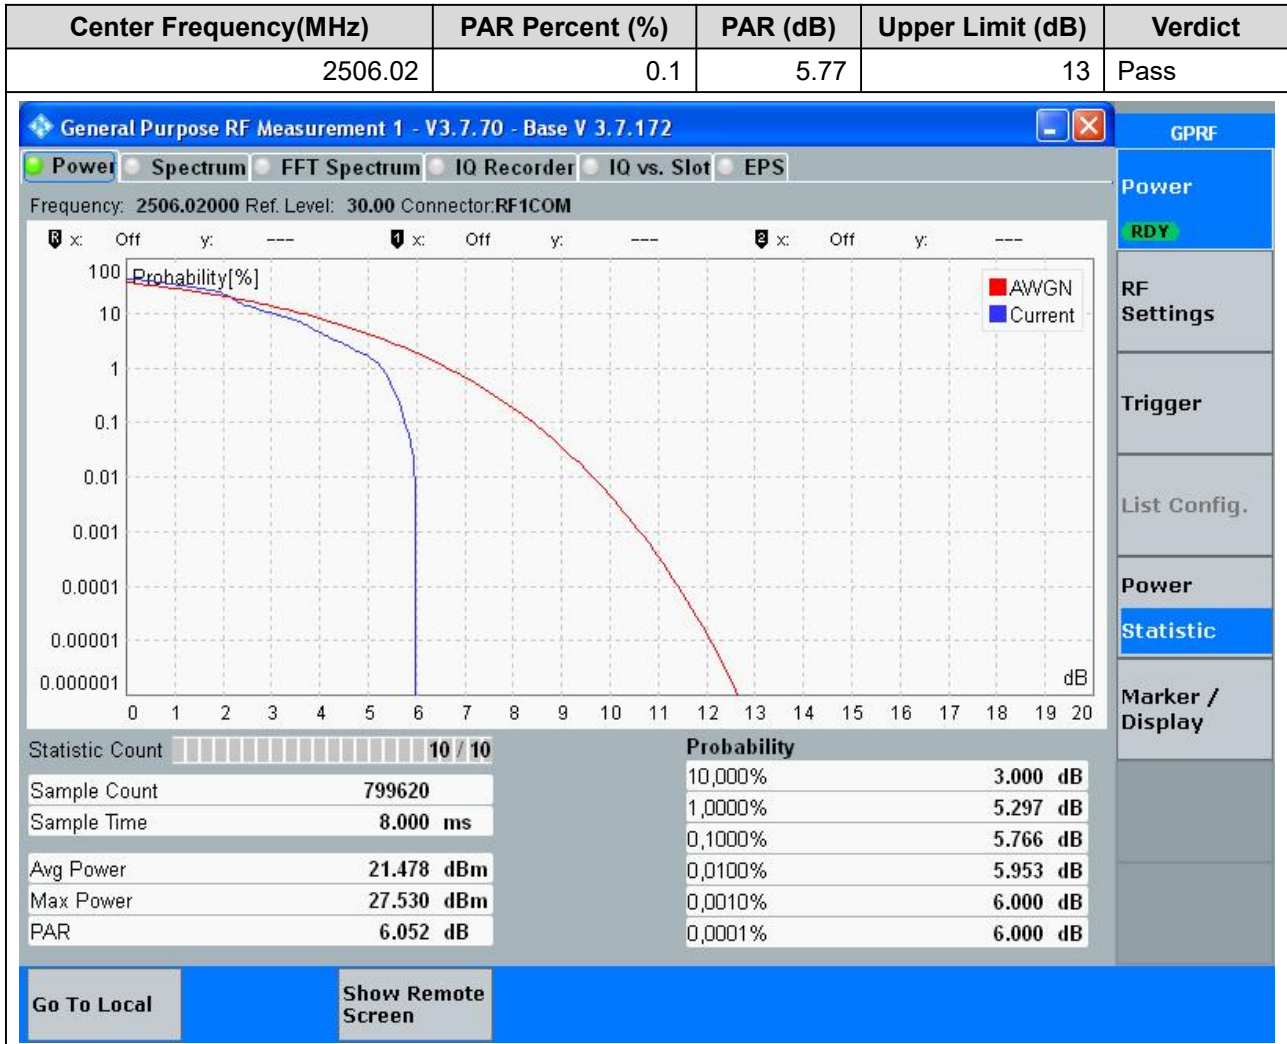 Center Frequency(MHz) PAR Percent (%) PAR (dB) Upper Limit (dB) Verdict
2506.02 0.1 5.77 13 Pass
General Purpose RF Measurement 1 - V3.7.70 - Base V 3.7.172
GPRF
Power Spectrum FFT Spectrum IQ Recorder IQ vs. Slot EPS
Power
RDY
Frequency: 2506.02000 Ref. Level: 30.00 Connector:RF1COM
R x: Off y: --- 1 x: Off y: --- 2 x: Off y: ---
Probability[%]
AWGN
Current
100
10
1
0.1
0.01
0.001
0.0001
0.00001
0.000001
dB
0 1 2 3 4 5 6 7 8 9 10 11 12 13 14 15 16 17 18 19 20
RF
Settings
Trigger
List Config.
Power
Statistic
Marker /
Display
Statistic Count 10 / 10
Sample Count 799620
Sample Time 8.000 ms
Avg Power 21.478 dBm
Max Power 27.530 dBm
PAR 6.052 dB
Probability
10,000% 3.000 dB
1,0000% 5.297 dB
0,1000% 5.766 dB
0,0100% 5.953 dB
0,0010% 6.000 dB
0,0001% 6.000 dB
Go To Local
Show Remote
Screen